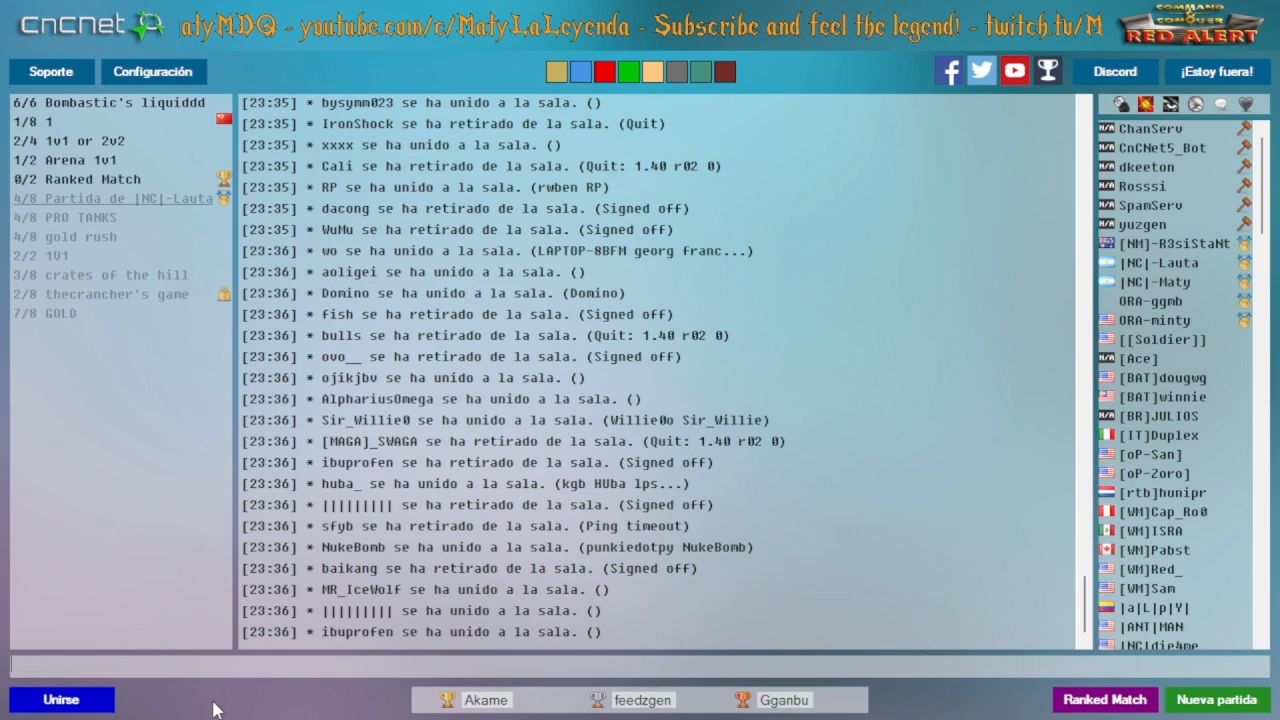 CnCNet
atyMDQ - youtube.com/c/MatyLaLeyenda - Subscribe and feel the legend! - twitch.tv/M
COMMAND & CONQUER
RED ALERT
Soporte
Configuración
Discord
¡Estoy fuera!
6/6 Bombastic's liquiddd
1/8 1
2/4 1v1 or 2v2
1/2 Arena 1v1
0/2 Ranked Match
4/8 Partida de |NC|-Lauta
4/8 PRO TANKS
4/8 gold rush
2/2 1V1
3/8 crates of the hill
2/8 thecrancher's game
7/8 GOLD
[23:35] * bysymm023 se ha unido a la sala. ()
[23:35] * IronShock se ha retirado de la sala. (Quit)
[23:35] * xxxx se ha unido a la sala. ()
[23:35] * Cali se ha retirado de la sala. (Quit: 1.40 r02 0)
[23:35] * RP se ha unido a la sala. (rwben RP)
[23:35] * dacong se ha retirado de la sala. (Signed off)
[23:35] * WuMu se ha retirado de la sala. (Signed off)
[23:36] * wo se ha unido a la sala. (LAPTOP-8BFM georg franc...)
[23:36] * aoligei se ha unido a la sala. ()
[23:36] * Domino se ha unido a la sala. (Domino)
[23:36] * fish se ha retirado de la sala. (Signed off)
[23:36] * bulls se ha retirado de la sala. (Quit: 1.40 r02 0)
[23:36] * ovo__ se ha retirado de la sala. (Signed off)
[23:36] * ojikjbv se ha unido a la sala. ()
[23:36] * AlphariusOmega se ha unido a la sala. ()
[23:36] * Sir_Willie0 se ha unido a la sala. (Willie0o Sir_Willie)
[23:36] * [MAGA]_SWAGA se ha retirado de la sala. (Quit: 1.40 r02 0)
[23:36] * ibuprofen se ha retirado de la sala. (Signed off)
[23:36] * huba_ se ha unido a la sala. (kgb HUba lps...)
[23:36] * ||||||||| se ha retirado de la sala. (Signed off)
[23:36] * sfyb se ha retirado de la sala. (Ping timeout)
[23:36] * NukeBomb se ha unido a la sala. (punkiedotpy NukeBomb)
[23:36] * baikang se ha retirado de la sala. (Signed off)
[23:36] * MR_IceWolf se ha unido a la sala. ()
[23:36] * ||||||||| se ha unido a la sala. ()
[23:36] * ibuprofen se ha unido a la sala. ()
N/A ChanServ
N/A CnCNet5_Bot
N/A dkeeton
N/A Rosssi
N/A SpamServ
N/A yuzgen
[NM]-R3siStaNt
|NC|-Lauta
|NC|-Maty
ORA-ggmb
ORA-minty
[[Soldier]]
N/A [Ace]
[BAT]dougwg
[BAT]winnie
N/A [BR]JULIOS
[IT]Duplex
[oP-San]
[oP-Zoro]
[rtb]hunipr
[WM]Cap_Ro0
[WM]ISRA
[WM]Pabst
[WM]Red_
[WM]Sam
|a|L|p|Y|
|ANT|MAN
|NC|die4me
Unirse
Akame
feedzgen
Gganbu
Ranked Match
Nueva partida